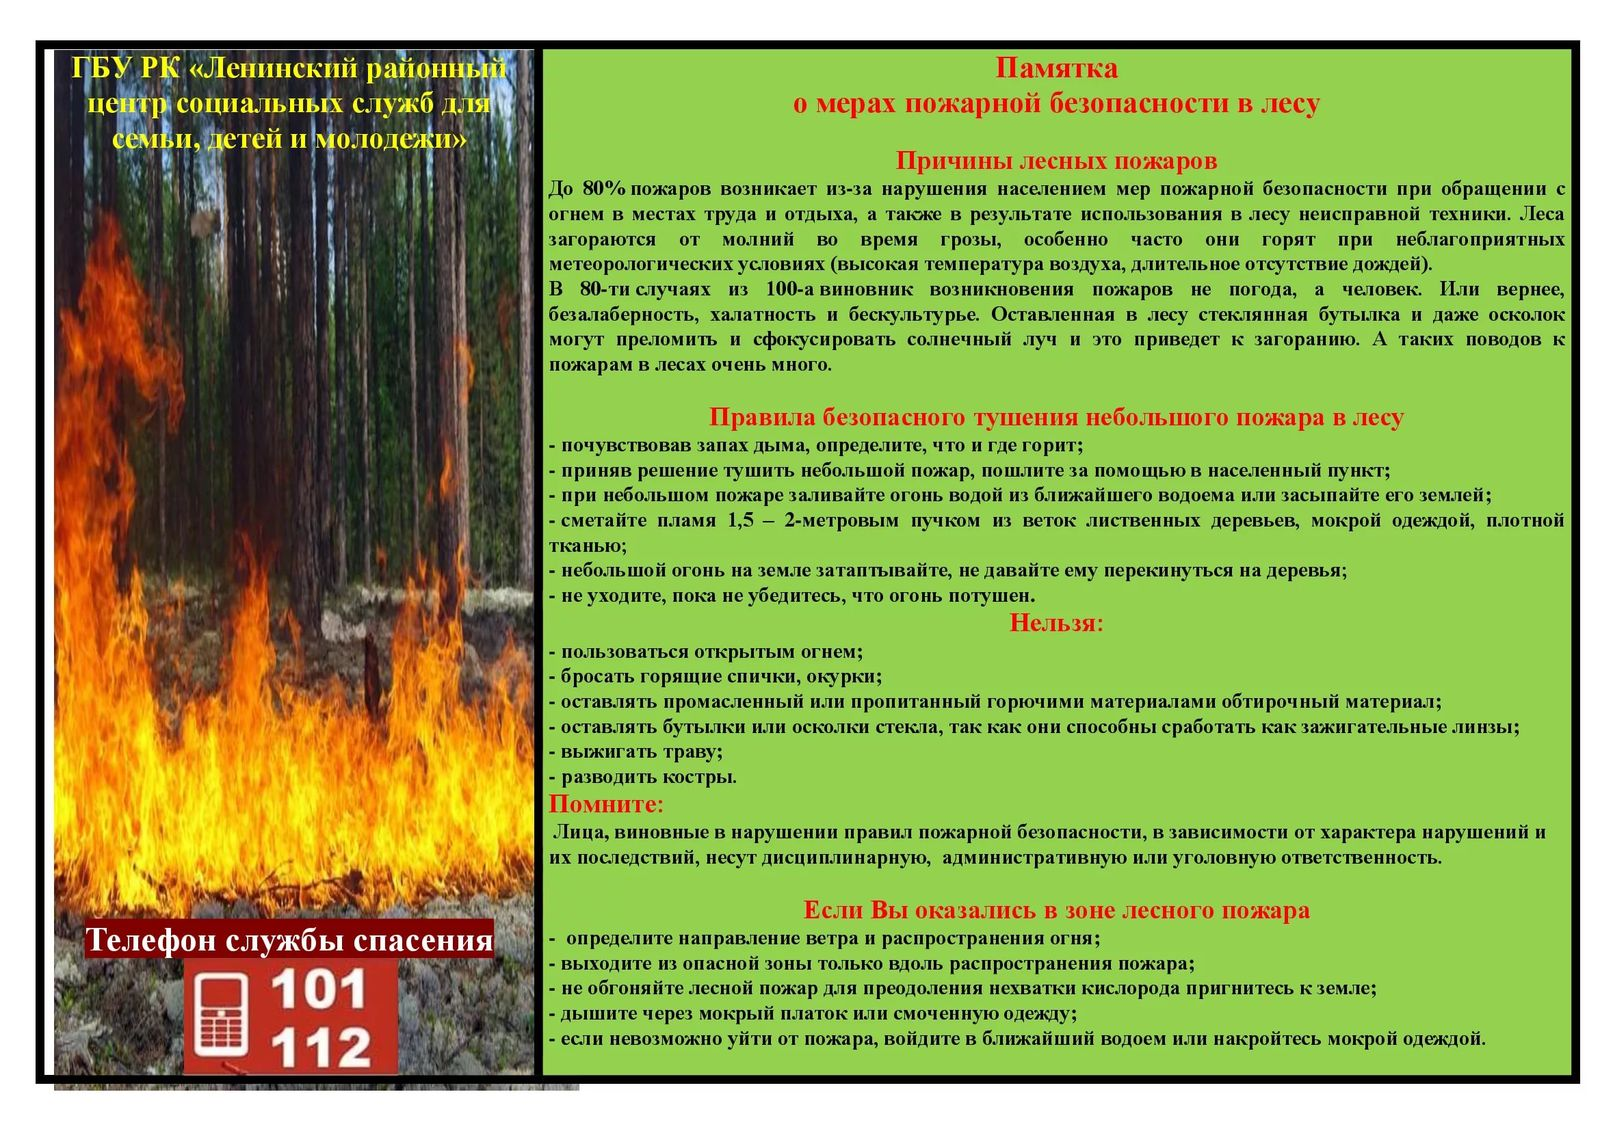 ГБУ РК «Ленинский районный
центр социальных служб для
семьи, детей и молодежи»
Телефон службы спасения
101
112
Памятка
о мерах пожарной безопасности в лесу
Причины лесных пожаров
До 80% пожаров возникает из-за нарушения населением мер пожарной безопасности при обращении с
огнем в местах труда и отдыха, а также в результате использования в лесу неисправной техники. Леса
загораются от молний во время грозы, особенно часто они горят при неблагоприятных
метеорологических условиях (высокая температура воздуха, длительное отсутствие дождей).
В 80-ти случаях из 100-а виновник возникновения пожаров не погода, а человек. Или вернее,
безалаберность, халатность и бескультурье. Оставленная в лесу стеклянная бутылка и даже осколок
могут преломить и сфокусировать солнечный луч и это приведет к загоранию. А таких поводов к
пожарам в лесах очень много.
Правила безопасного тушения небольшого пожара в лесу
- почувствовав запах дыма, определите, что и где горит;
- приняв решение тушить небольшой пожар, пошлите за помощью в населенный пункт;
- при небольшом пожаре заливайте огонь водой из ближайшего водоема или засыпайте его землей;
- сметайте пламя 1,5 – 2-метровым пучком из веток лиственных деревьев, мокрой одеждой, плотной
тканью;
- небольшой огонь на земле затаптывайте, не давайте ему перекинуться на деревья;
- не уходите, пока не убедитесь, что огонь потушен.
Нельзя:
- пользоваться открытым огнем;
- бросать горящие спички, окурки;
- оставлять промасленный или пропитанный горючими материалами обтирочный материал;
- оставлять бутылки или осколки стекла, так как они способны сработать как зажигательные линзы;
- выжигать траву;
- разводить костры.
Помните:
Лица, виновные в нарушении правил пожарной безопасности, в зависимости от характера нарушений и
их последствий, несут дисциплинарную, административную или уголовную ответственность.
Если Вы оказались в зоне лесного пожара
- определите направление ветра и распространения огня;
- выходите из опасной зоны только вдоль распространения пожара;
- не обгоняйте лесной пожар для преодоления нехватки кислорода пригнитесь к земле;
- дышите через мокрый платок или смоченную одежду;
- если невозможно уйти от пожара, войдите в ближайший водоем или накройтесь мокрой одеждой.